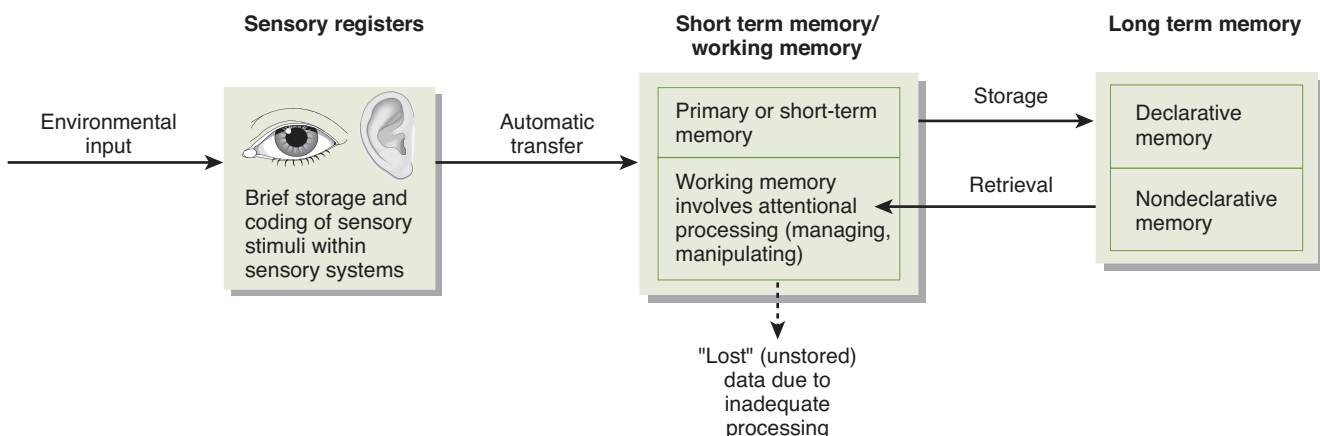 Sensory registers
Short term memory/
working memory
Long term memory
Environmental
input
Brief storage and
coding of sensory
stimuli within
sensory systems
Automatic
transfer
Primary or short-term
memory
Working memory
involves attentional
processing (managing,
manipulating)
Storage
Retrieval
Declarative
memory
Nondeclarative
memory
"Lost" (unstored)
data due to
inadequate
processing